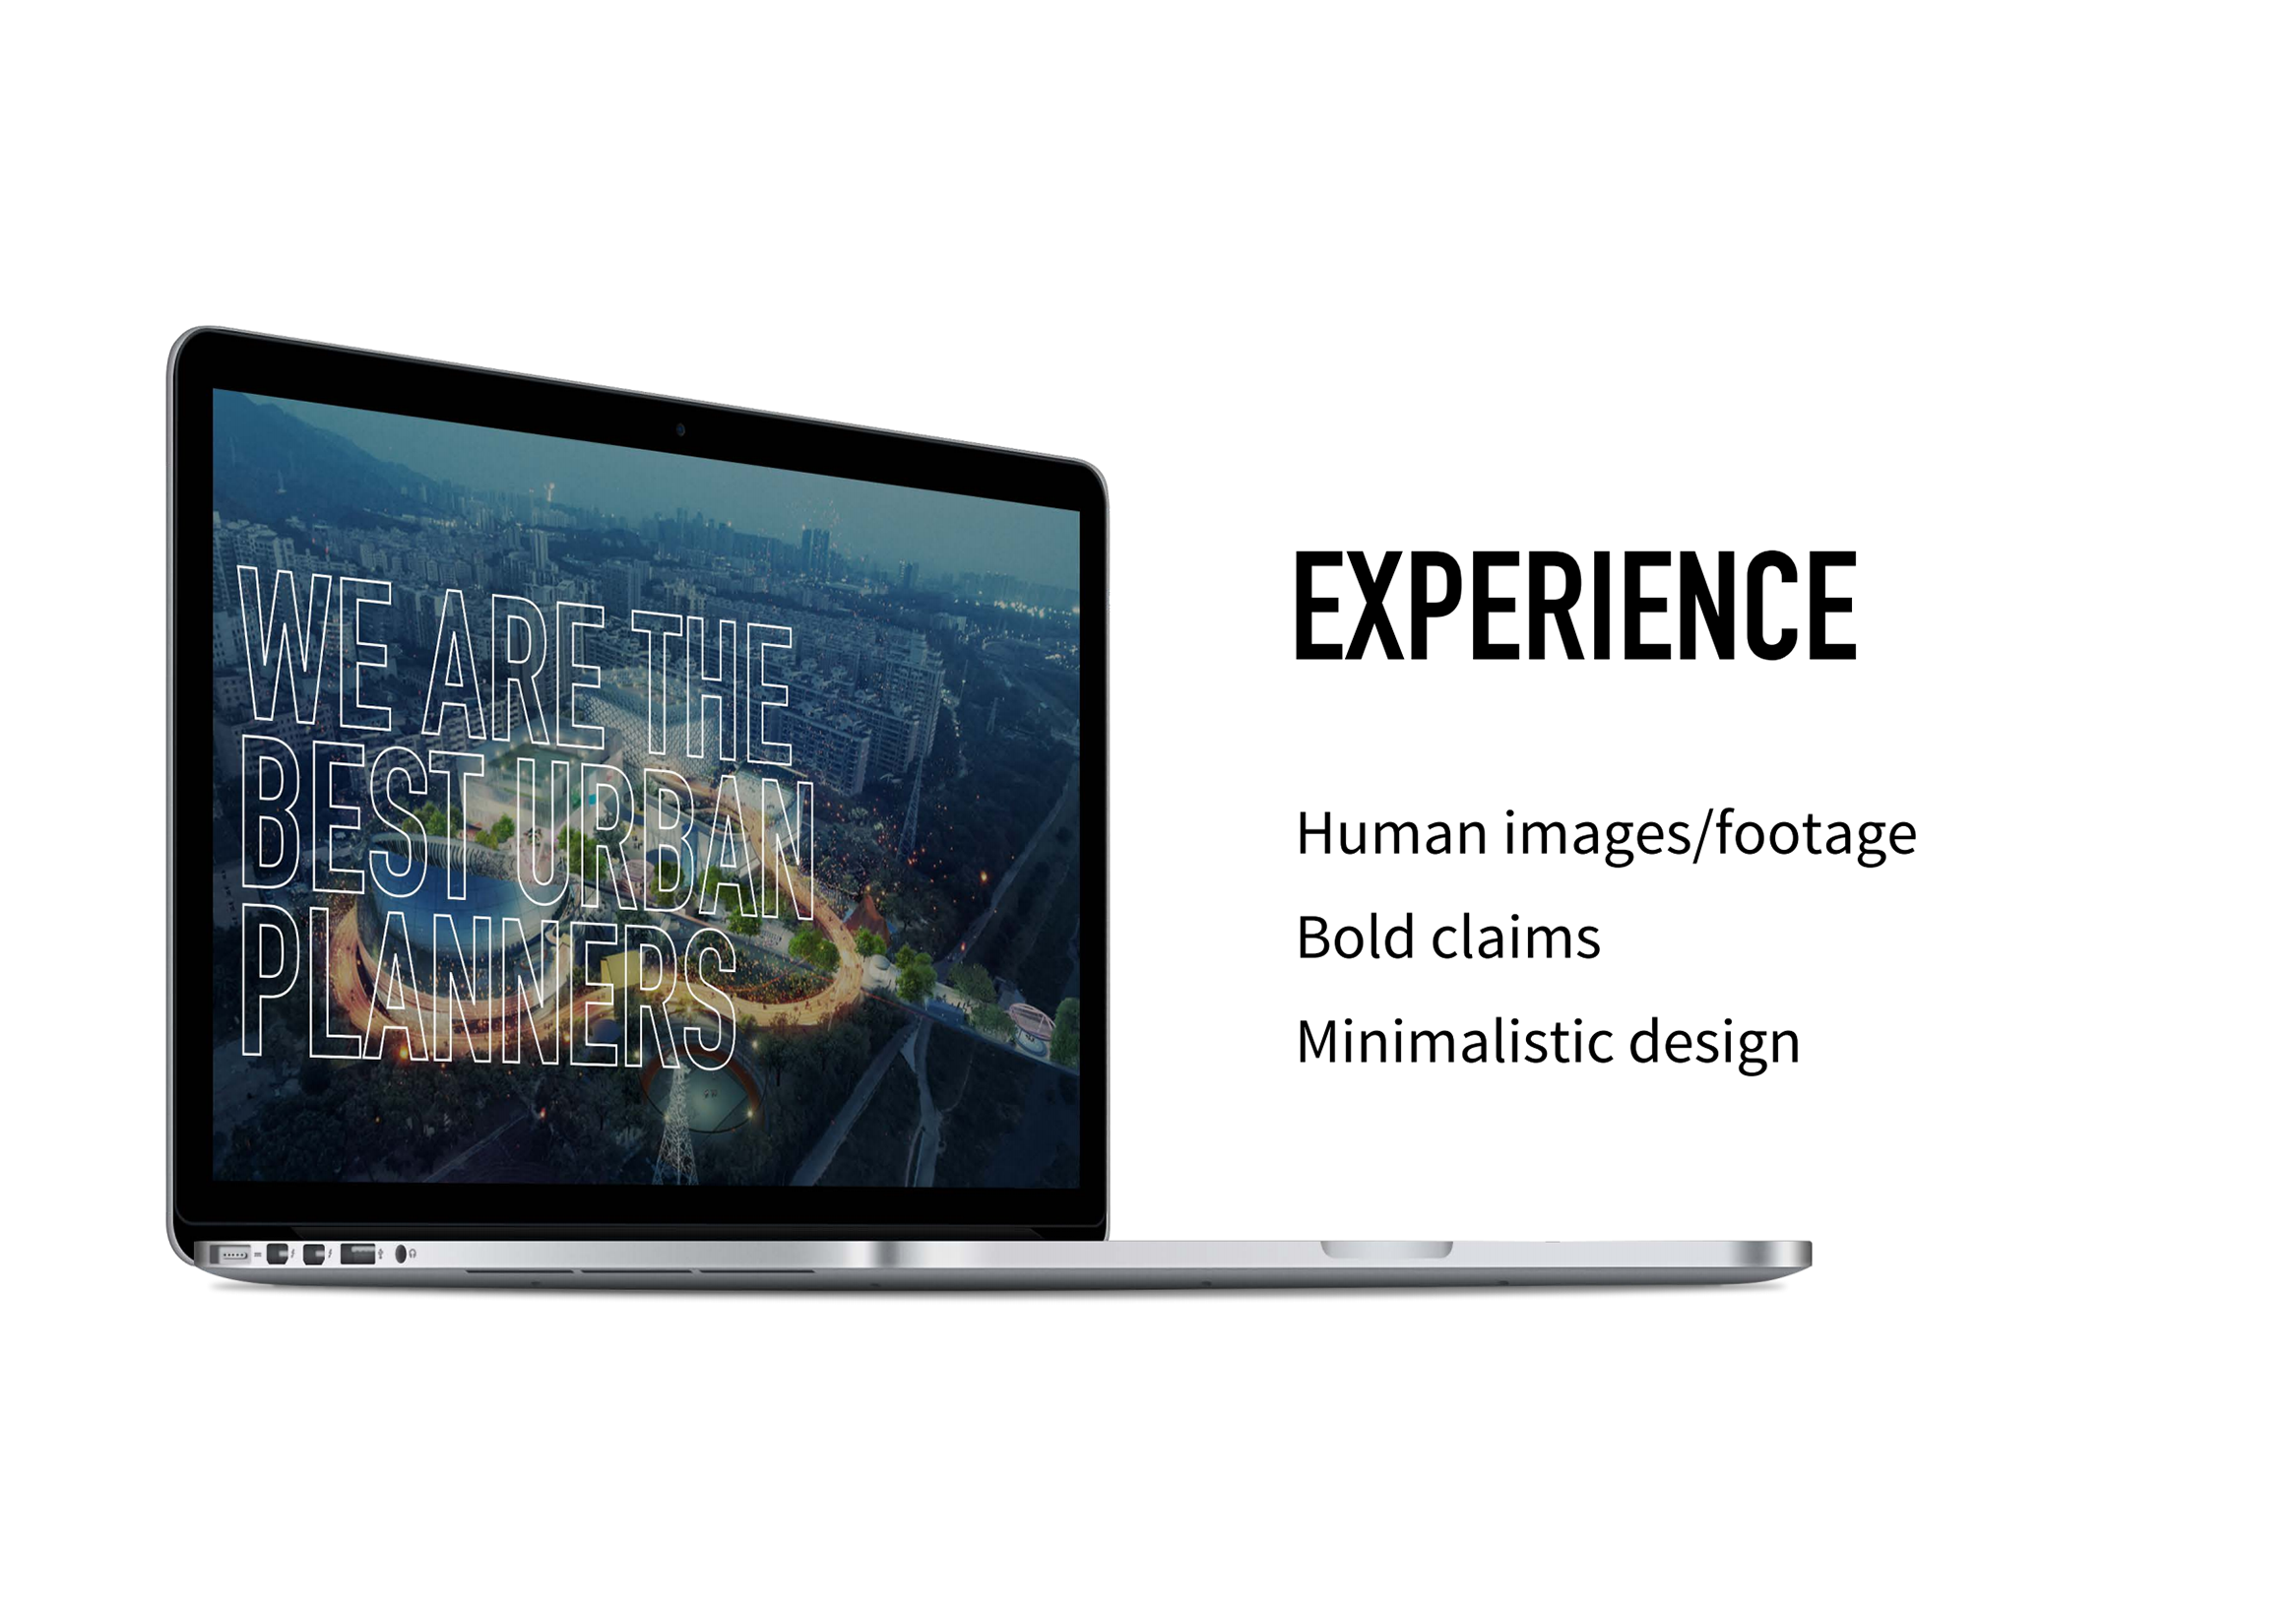 WE ARE THE
BEST URBAN
PLANNERS
EXPERIENCE
Human images/footage
Bold claims
Minimalistic design